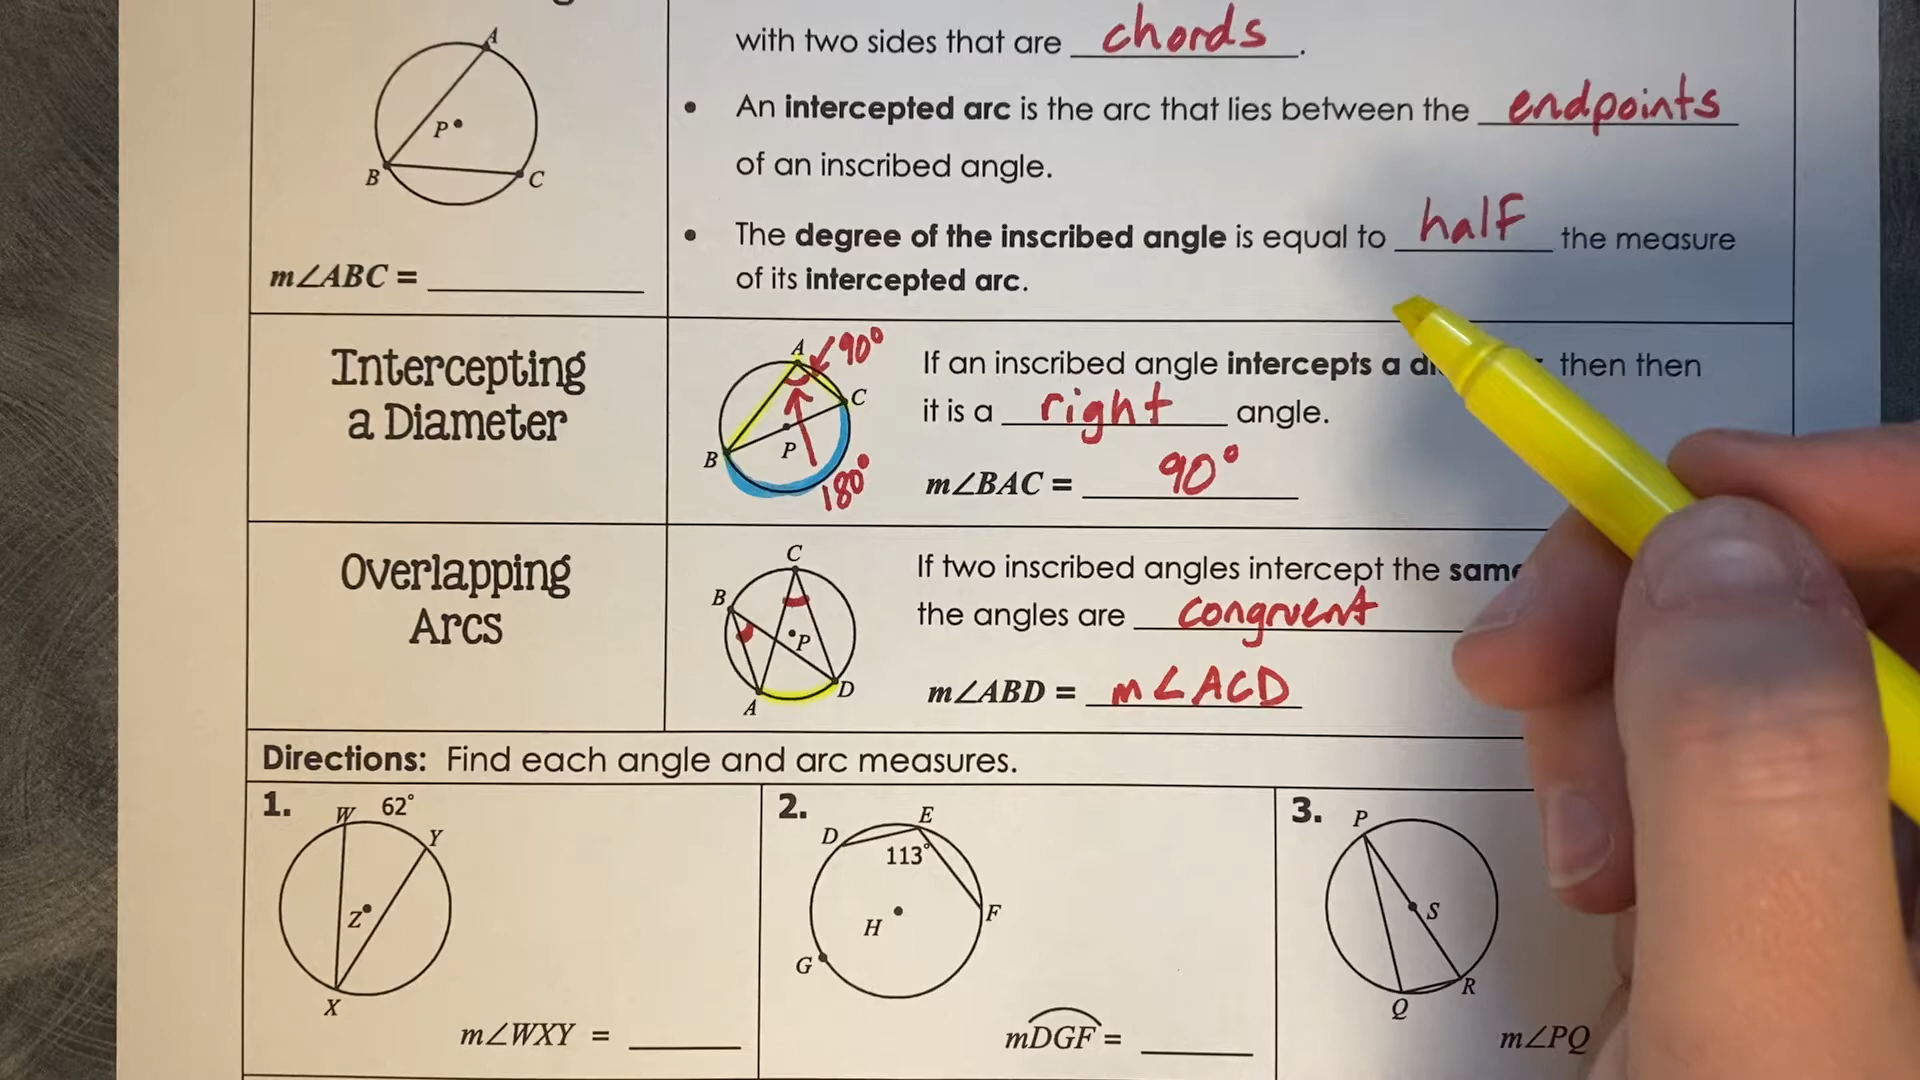 with two sides that are chords.
• An intercepted arc is the arc that lies between the endpoints
of an inscribed angle.
• The degree of the inscribed angle is equal to half the measure
of its intercepted arc.
A
P
B
C
m∠ABC =
Intercepting
a Diameter
A
90°
C
P
B
180°
If an inscribed angle intercepts a then then
it is a right angle.
m∠BAC = 90°
Overlapping
Arcs
C
B
P
D
A
If two inscribed angles intercept the same
the angles are congruent
m∠ABD = m∠ACD
Directions: Find each angle and arc measures.
1.
W 62°
Y
Z
X
m∠WXY =
2.
D E
113°
H F
G
mDGF =
3.
P
S
R
Q
m∠PQ